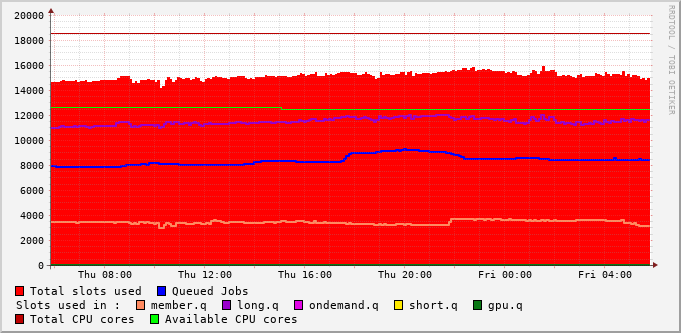 RRDTOOL / TOBI OETIKER
20000
18000
16000
14000
12000
10000
8000
6000
4000
2000
0
Thu 08:00 Thu 12:00 Thu 16:00 Thu 20:00 Fri 00:00 Fri 04:00
Total slots used Queued Jobs
Slots used in : member.q long.q ondemand.q short.q gpu.q
Total CPU cores Available CPU cores